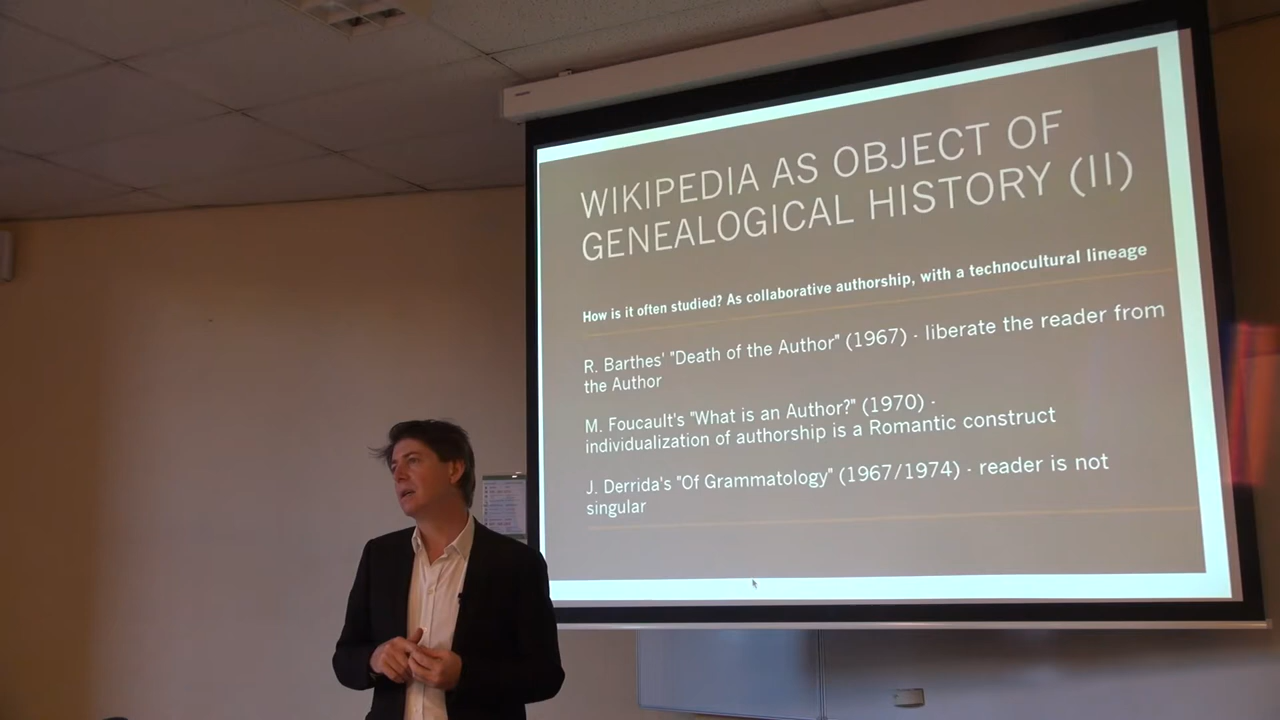 WIKIPEDIA AS OBJECT OF
GENEALOGICAL HISTORY (II)
How is it often studied? As collaborative authorship, with a technocultural lineage
R. Barthes' "Death of the Author" (1967) - liberate the reader from
the Author
M. Foucault's "What is an Author?" (1970) -
individualization of authorship is a Romantic construct
J. Derrida's "Of Grammatology" (1967/1974) - reader is not
singular